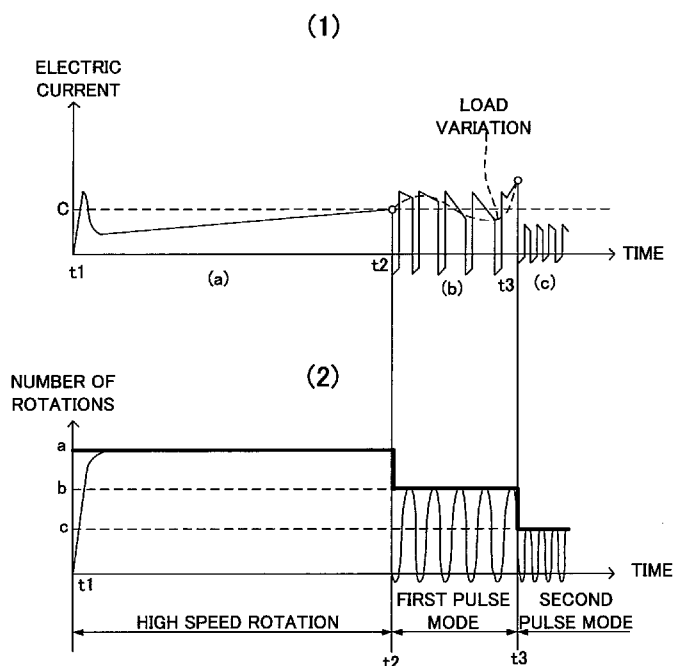 (1)
ELECTRIC
CURRENT
LOAD
VARIATION
C
TIME
t1
(a)
t2
(b)
t3
(c)
(2)
NUMBER OF
ROTATIONS
a
b
c
TIME
t1
HIGH SPEED ROTATION
FIRST PULSE
MODE
SECOND
PULSE MODE
t2
t3